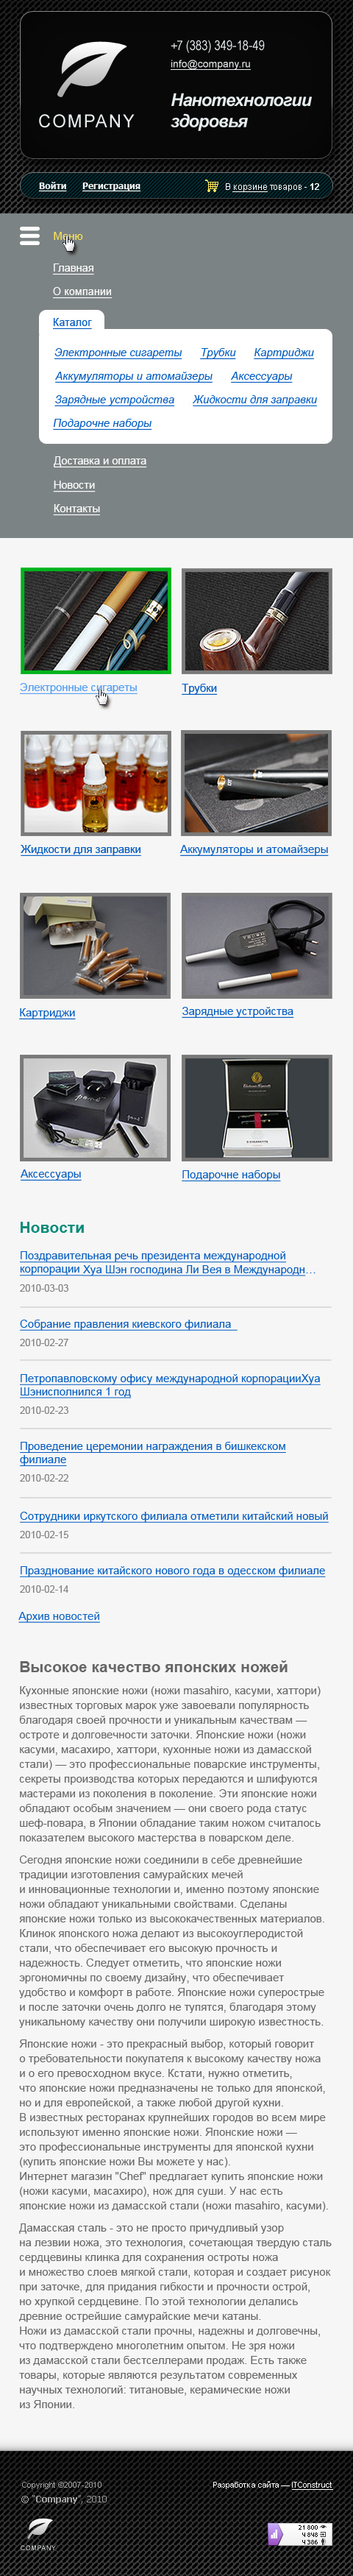 +7 (383) 349-18-49
info@company.ru
COMPANY
Нанотехнологии
здоровья
Войти Регистрация В корзине товаров - 12
Меню
Главная
О компании
Каталог
Электронные сигареты Трубки Картриджи
Аккумуляторы и атомайзеры Аксессуары
Зарядные устройства Жидкости для заправки
Подарочне наборы
Доставка и оплата
Новости
Контакты
Электронные сигареты Трубки
Жидкости для заправки Аккумуляторы и атомайзеры
Картриджи Зарядные устройства
Аксессуары Подарочне наборы
Новости
Поздравительная речь президента международной
корпорации Хуа Шэн господина Ли Вея в Международн…
2010-03-03
Собрание правления киевского филиала
2010-02-27
Петропавловскому офису международной корпорацииХуа
Шэнисполнился 1 год
2010-02-23
Проведение церемонии награждения в бишкекском
филиале
2010-02-22
Сотрудники иркутского филиала отметили китайский новый
2010-02-15
Празднование китайского нового года в одесском филиале
2010-02-14
Архив новостей
Высокое качество японских ножей
Кухонные японские ножи (ножи masahiro, касуми, хаттори)
известных торговых марок уже завоевали популярность
благодаря своей прочности и уникальным качествам —
остроте и долговечности заточки. Японские ножи (ножи
касуми, масахиро, хаттори, кухонные ножи из дамасской
стали) — это профессиональные поварские инструменты,
секреты производства которых передаются и шлифуются
мастерами из поколения в поколение. Эти японские ножи
обладают особым значением — они своего рода статус
шеф-повара, в Японии обладание таким ножом считалось
показателем высокого мастерства в поварском деле.
Сегодня японские ножи соединили в себе древнейшие
традиции изготовления самурайских мечей
и инновационные технологии и, именно поэтому японские
ножи обладают уникальными свойствами. Сделаны
японские ножи только из высококачественных материалов.
Клинок японского ножа делают из высокоуглеродистой
стали, что обеспечивает его высокую прочность и
надежность. Следует отметить, что японские ножи
эргономичны по своему дизайну, что обеспечивает
удобство и комфорт в работе. Японские ножи суперострые
и после заточки очень долго не тупятся, благодаря этому
уникальному качеству они получили широкую известность.
Японские ножи - это прекрасный выбор, который говорит
о требовательности покупателя к высокому качеству ножа
и о его превосходном вкусе. Кстати, нужно отметить,
что японские ножи предназначены не только для японской,
но и для европейской, а также любой другой кухни.
В известных ресторанах крупнейших городов во всем мире
используют именно японские ножи. Японские ножи —
это профессиональные инструменты для японской кухни
(купить японские ножи Вы можете у нас).
Интернет магазин "Chef" предлагает купить японские ножи
(ножи касуми, масахиро), нож для суши. У нас есть
японские ножи из дамасской стали (ножи masahiro, касуми).
Дамасская сталь - это не просто причудливый узор
на лезвии ножа, это технология, сочетающая твердую сталь
сердцевины клинка для сохранения остроты ножа
и множество слоев мягкой стали, которая и создает рисунок
при заточке, для придания гибкости и прочности острой,
но хрупкой сердцевине. По этой технологии делались
древние острейшие самурайские мечи катаны.
Ножи из дамасской стали прочны, надежны и долговечны,
что подтверждено многолетним опытом. Не зря ножи
из дамасской стали бестселлерами продаж. Есть также
товары, которые являются результатом современных
научных технологий: титановые, керамические ножи
из Японии.
Copyright ©2007-2010 Разработка сайта — ITConstruct
© "Company", 2010
COMPANY
21 800
4 848
4 366